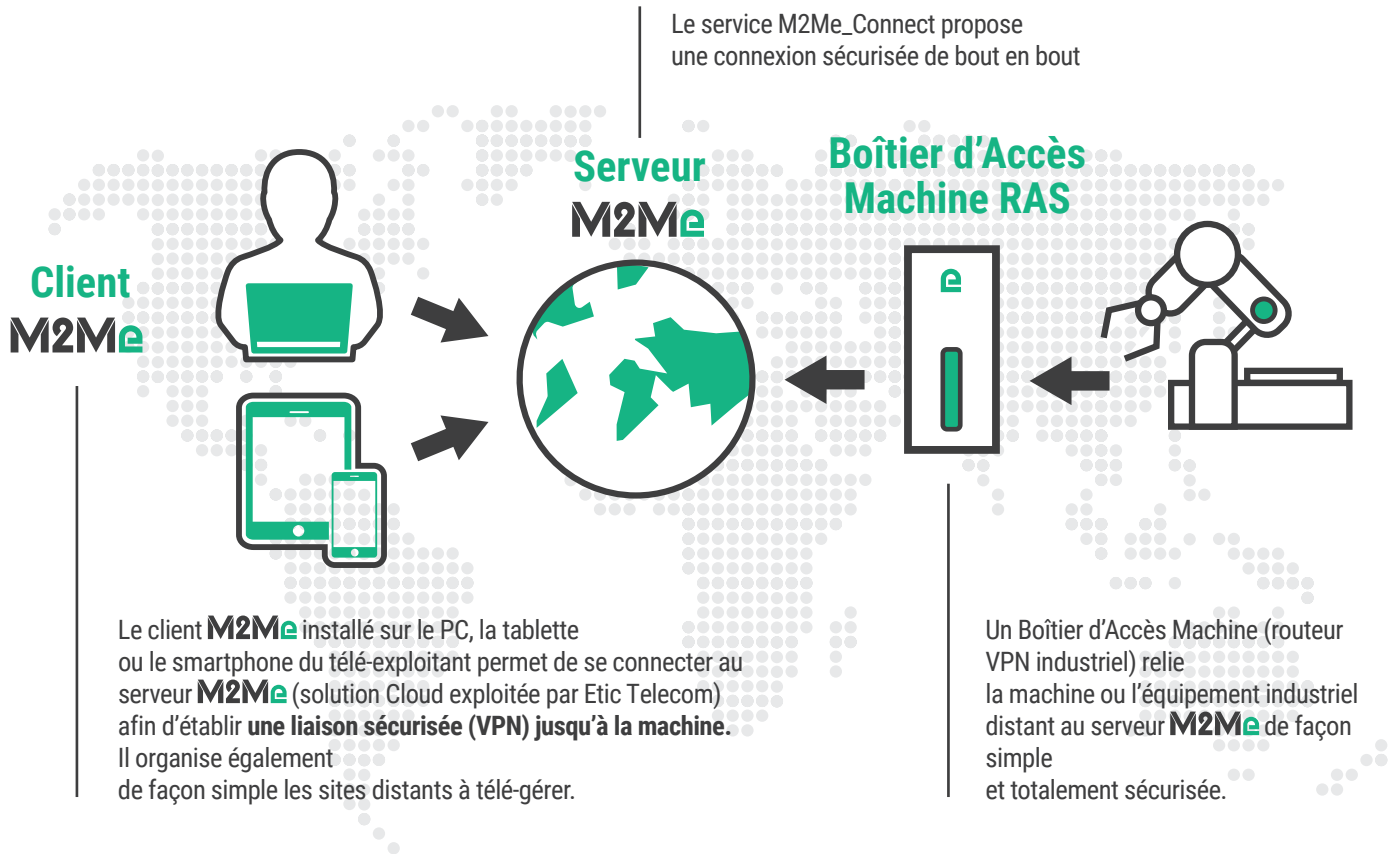 Le service M2Me_Connect propose
une connexion sécurisée de bout en bout
Serveur
M2Me
Boîtier d’Accès
Machine RAS
e
Client
M2Me
Le client M2Me installé sur le PC, la tablette
ou le smartphone du télé-exploitant permet de se connecter au
serveur M2Me (solution Cloud exploitée par Etic Telecom)
afin d’établir une liaison sécurisée (VPN) jusqu’à la machine.
Il organise également
de façon simple les sites distants à télé-gérer.
Un Boîtier d’Accès Machine (routeur
VPN industriel) relie
la machine ou l’équipement industriel
distant au serveur M2Me de façon
simple
et totalement sécurisée.